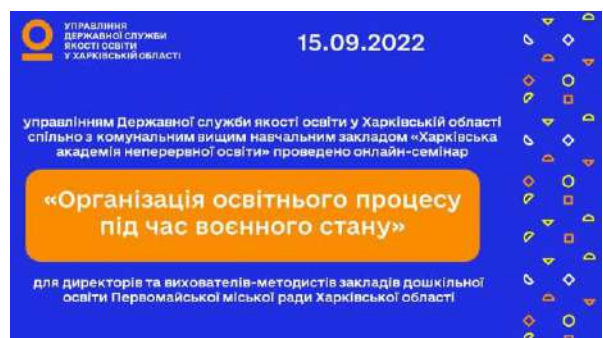 УПРАВЛІННЯ
ДЕРЖАВНОЇ СЛУЖБИ
ЯКОСТІ ОСВІТИ
У ХАРКІВСЬКІЙ ОБЛАСТІ
15.09.2022
управлінням Державної служби якості освіти у Харківській області
спільно з комунальним вищим навчальним закладом «Харківська
академія неперервної освіти» проведено онлайн-семінар
«Організація освітнього процесу
під час воєнного стану»
для директорів та вихователів-методистів закладів дошкільної
освіти Первомайської міської ради Харківської області